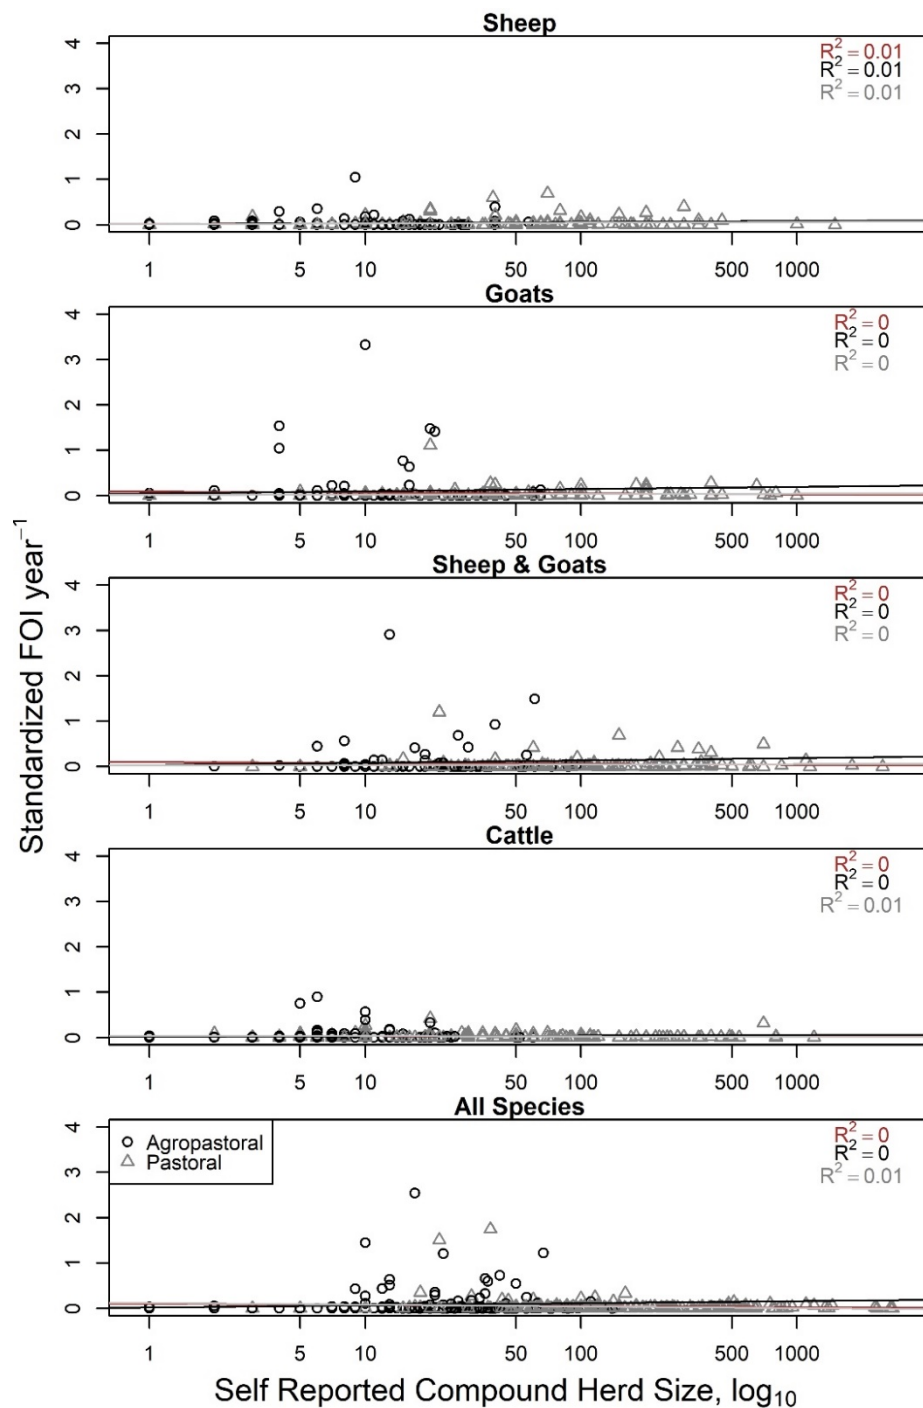 Sheep
R² = 0.01
R² = 0.01
R² = 0.01
4
3
2
1
0
1 5 10 50 100 500 1000
Goats
R² = 0
R² = 0
R² = 0
4
3
2
1
0
1 5 10 50 100 500 1000
Sheep & Goats
R² = 0
R² = 0
R² = 0
4
3
2
1
0
1 5 10 50 100 500 1000
Cattle
R² = 0
R² = 0
R² = 0.01
4
3
2
1
0
1 5 10 50 100 500 1000
All Species
Agropastoral
Pastoral
R² = 0
R² = 0
R² = 0.01
4
3
2
1
0
1 5 10 50 100 500 1000
Standardized FOI year⁻¹
Self Reported Compound Herd Size, log₁₀